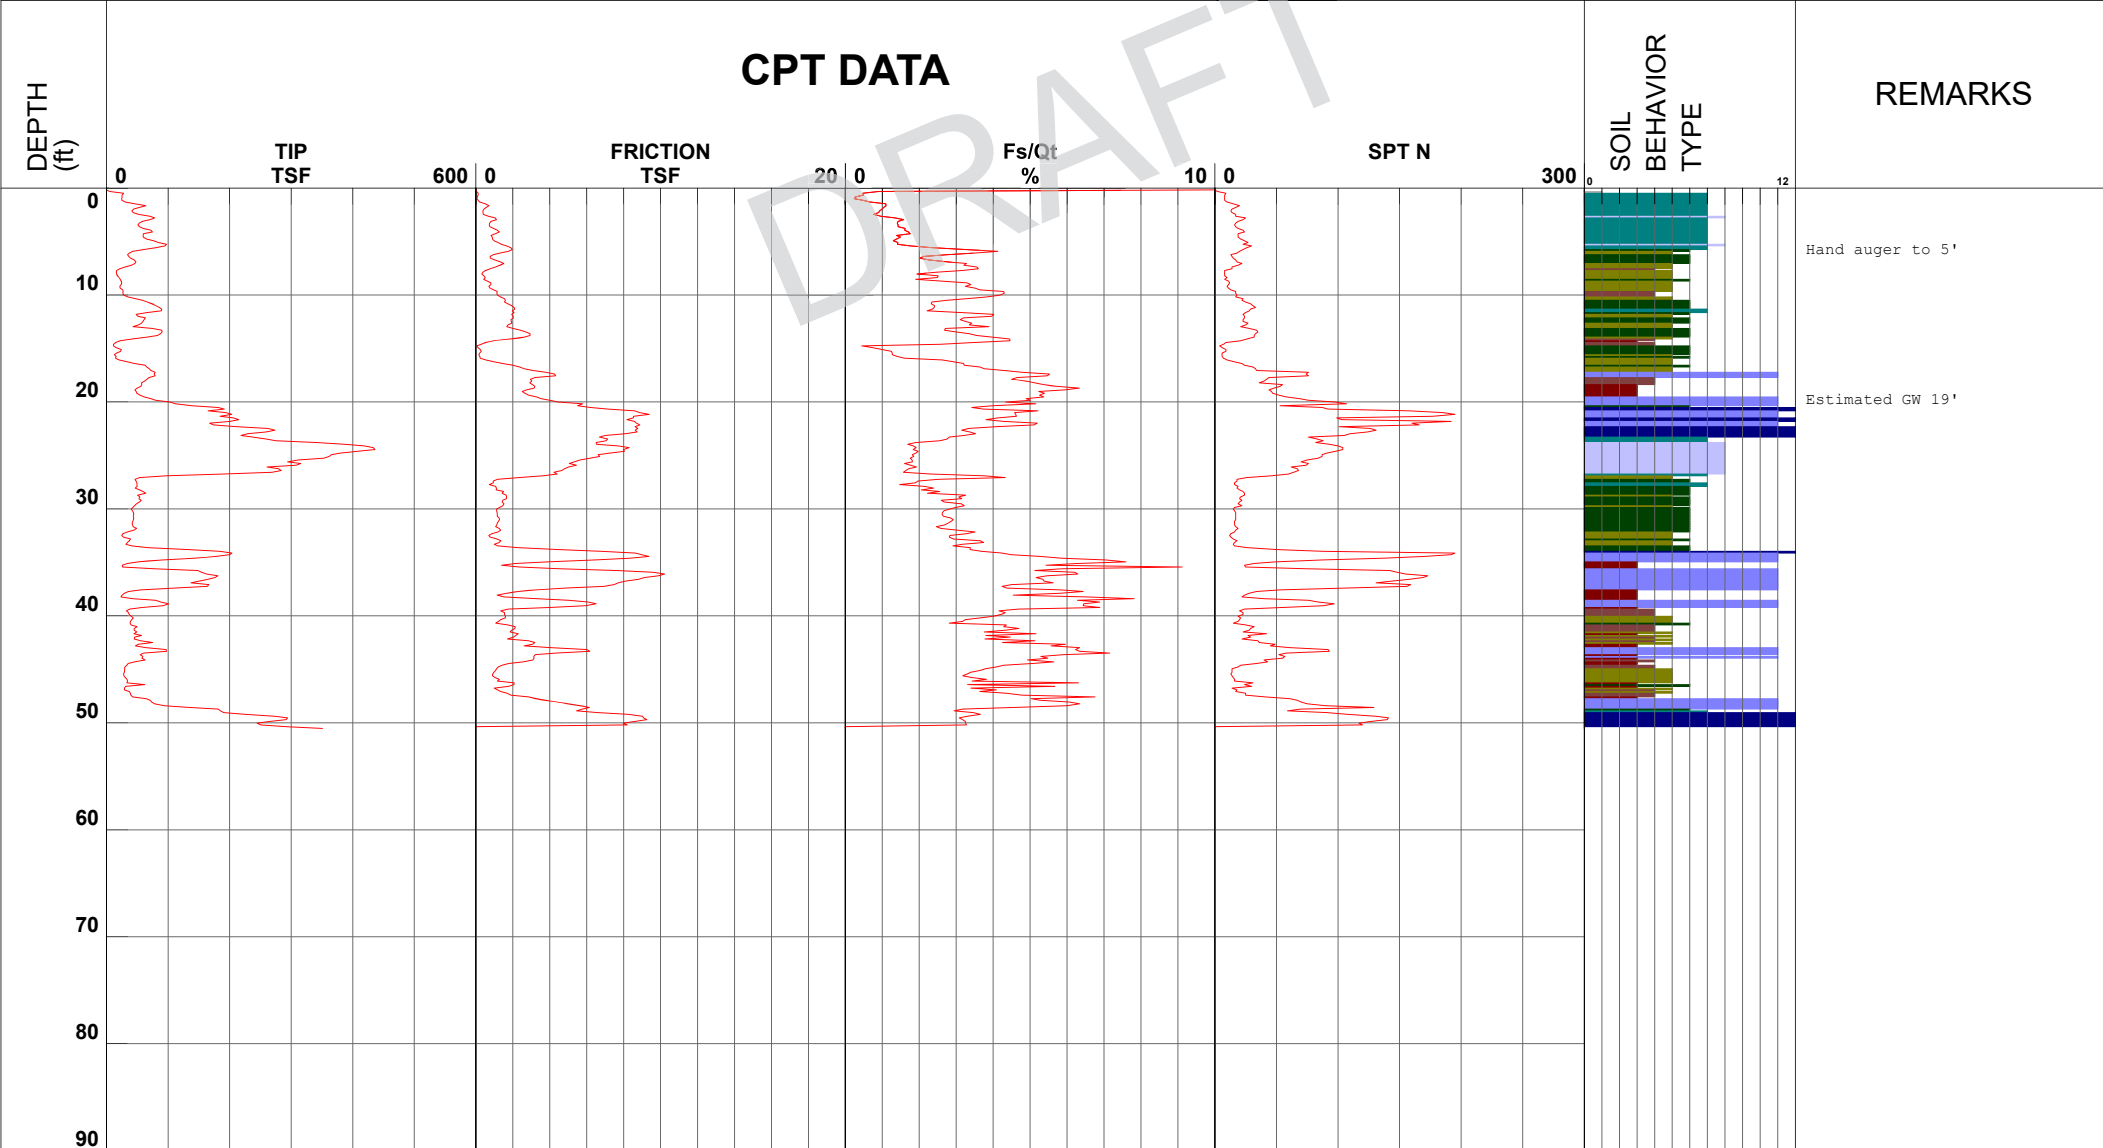 CPT DATA
DRAFT
DEPTH
(ft)
SOIL
BEHAVIOR
TYPE
REMARKS
TIP
FRICTION
Fs/Qt
SPT N
0 TSF 600
0 TSF 20
0 % 10
0 300
0 12
0
10
20
30
40
50
60
70
80
90
Hand auger to 5'
Estimated GW 19'